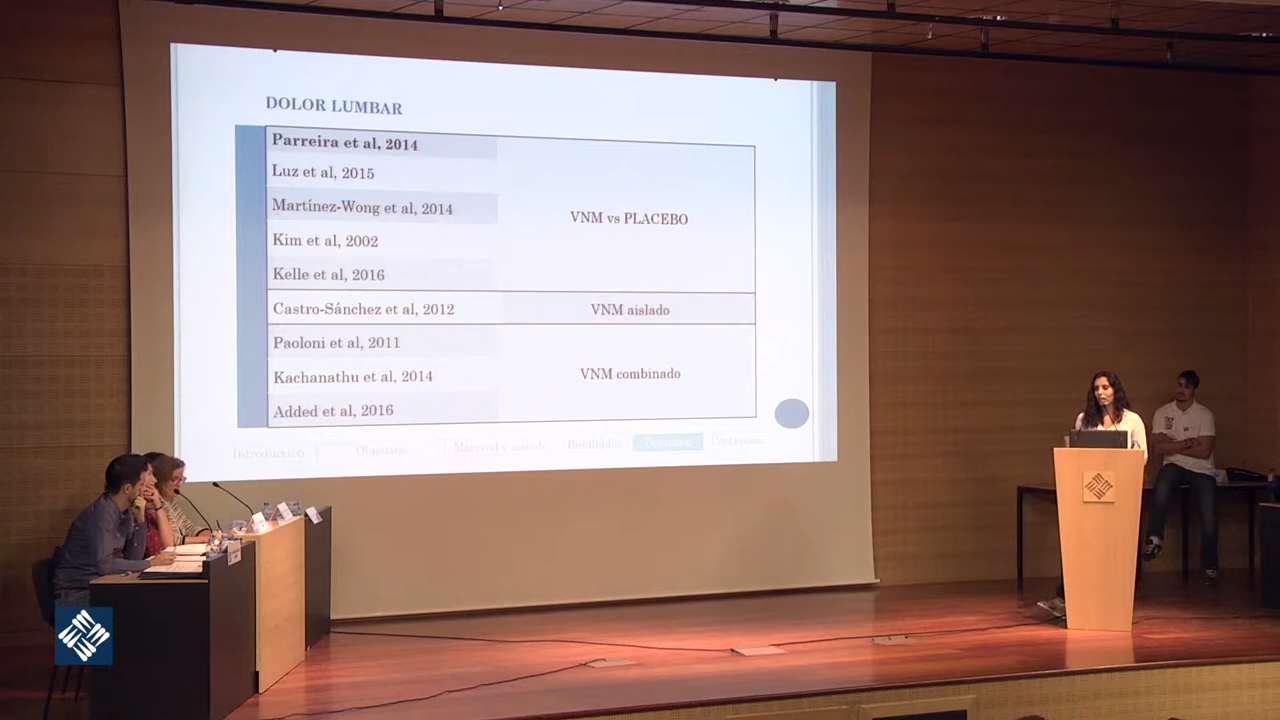 DOLOR LUMBAR
Parreira et al, 2014
Luz et al, 2015
Martínez-Wong et al, 2014
Kim et al, 2002
Kelle et al, 2016
VNM vs PLACEBO
Castro-Sánchez et al, 2012
VNM aislado
Paoloni et al, 2011
Kachanathu et al, 2014
Added et al, 2016
VNM combinado
Introducción